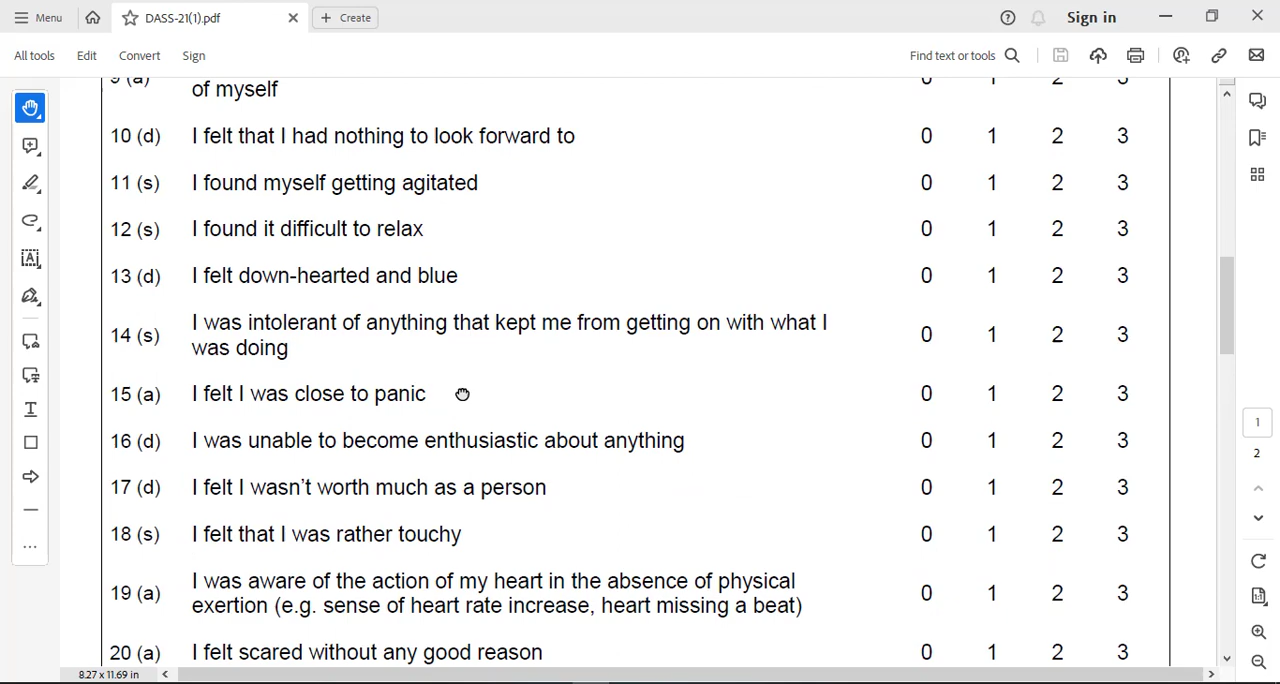 Menu DASS-21(1).pdf Create Sign in
All tools Edit Convert Sign Find text or tools
9 (a) of myself 0 1 2 3
10 (d) I felt that I had nothing to look forward to 0 1 2 3
11 (s) I found myself getting agitated 0 1 2 3
12 (s) I found it difficult to relax 0 1 2 3
13 (d) I felt down-hearted and blue 0 1 2 3
14 (s) I was intolerant of anything that kept me from getting on with what I
was doing 0 1 2 3
15 (a) I felt I was close to panic 0 1 2 3
16 (d) I was unable to become enthusiastic about anything 0 1 2 3
17 (d) I felt I wasn't worth much as a person 0 1 2 3
18 (s) I felt that I was rather touchy 0 1 2 3
19 (a) I was aware of the action of my heart in the absence of physical
exertion (e.g. sense of heart rate increase, heart missing a beat) 0 1 2 3
20 (a) I felt scared without any good reason 0 1 2 3
8.27 x 11.69 in
1
2
1:1